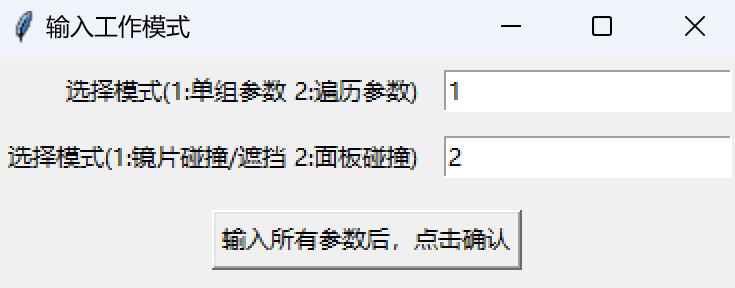 输入工作模式
选择模式(1:单组参数 2:遍历参数) 1
选择模式(1:镜片碰撞/遮挡 2:面板碰撞) 2
输入所有参数后，点击确认